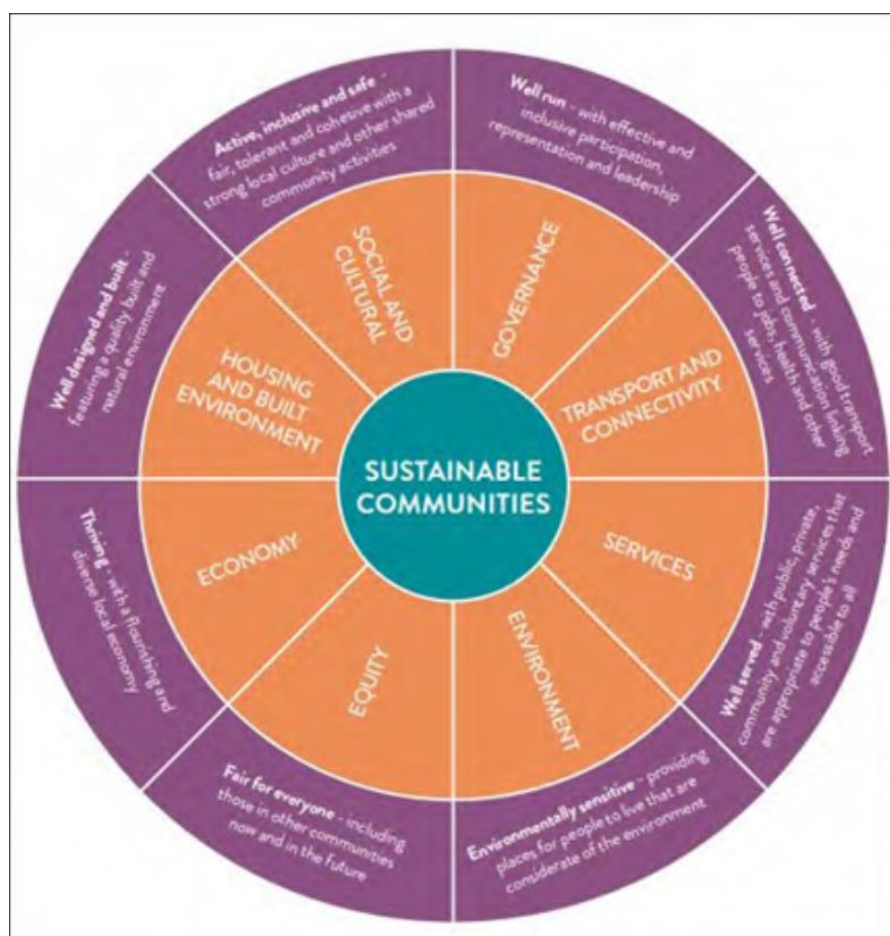 SUSTAINABLE
COMMUNITIES
GOVERNANCE
Well run - with effective and
inclusive participation,
representation and leadership
TRANSPORT AND
CONNECTIVITY
Well connected - with good transport
services and communication linking
people to jobs, health and other
services
SERVICES
Well served - with public, private,
community and voluntary services that
are appropriate to people's needs and
accessible to all
ENVIRONMENT
Environmentally sensitive - providing
places for people to live that are
considerate of the environment
EQUITY
Fair for everyone - including
those in other communities
now and in the future
ECONOMY
Thriving - with a flourishing and
diverse local economy
HOUSING
AND BUILT
ENVIRONMENT
Well designed and built -
featuring a quality built and
natural environment
SOCIAL AND
CULTURAL
Active, inclusive and safe -
fair, tolerant and cohetive with a
strong local culture and other shared
community activities